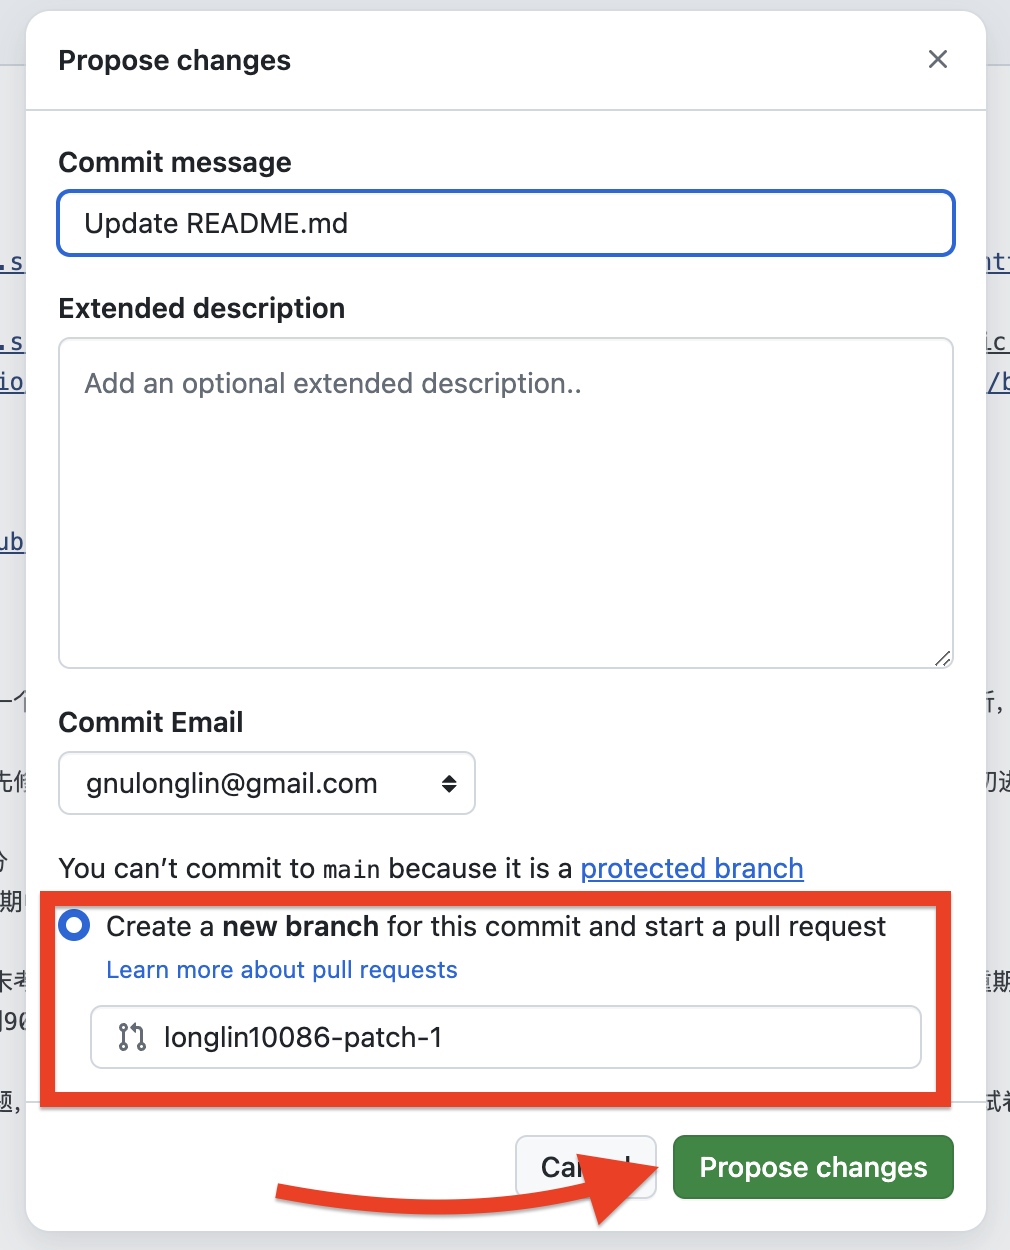 Propose changes
Commit message
Update README.md
Extended description
Add an optional extended description..
Commit Email
gnulonglin@gmail.com
You can't commit to main because it is a protected branch
Create a new branch for this commit and start a pull request
Learn more about pull requests
longlin10086-patch-1
Propose changes